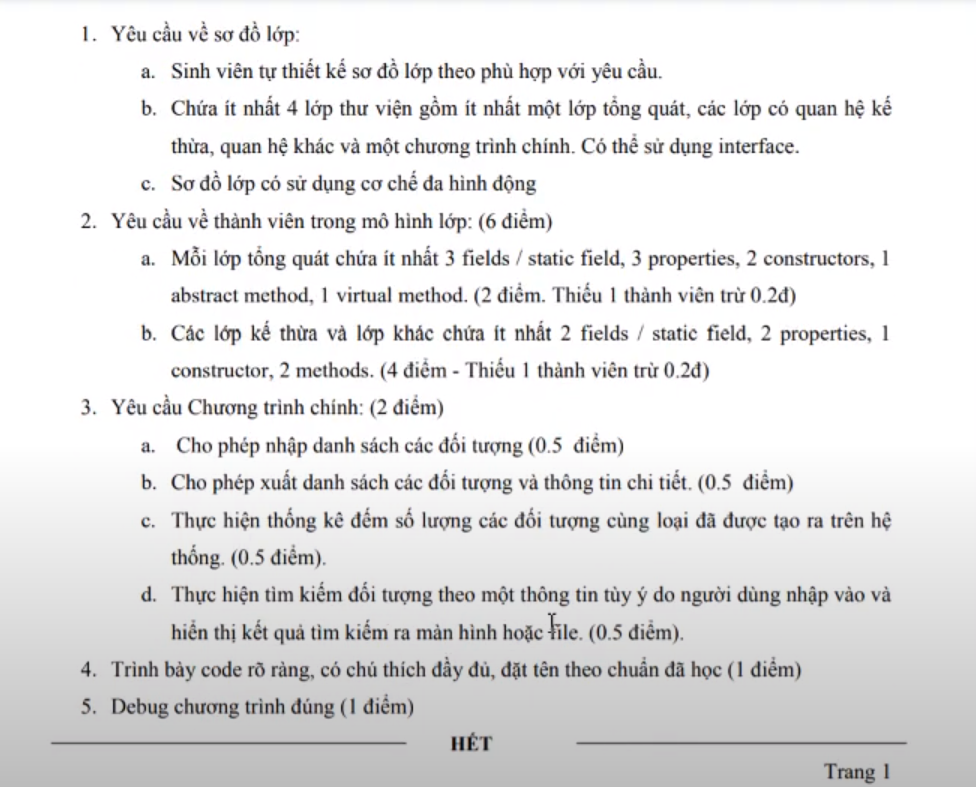 1. Yêu cầu về sơ đồ lớp:
a. Sinh viên tự thiết kế sơ đồ lớp theo phù hợp với yêu cầu.
b. Chứa ít nhất 4 lớp thư viện gồm ít nhất một lớp tổng quát, các lớp có quan hệ kế
thừa, quan hệ khác và một chương trình chính. Có thể sử dụng interface.
c. Sơ đồ lớp có sử dụng cơ chế đa hình động
2. Yêu cầu về thành viên trong mô hình lớp: (6 điểm)
a. Mỗi lớp tổng quát chứa ít nhất 3 fields / static field, 3 properties, 2 constructors, 1
abstract method, 1 virtual method. (2 điểm. Thiếu 1 thành viên trừ 0.2đ)
b. Các lớp kế thừa và lớp khác chứa ít nhất 2 fields / static field, 2 properties, 1
constructor, 2 methods. (4 điểm - Thiếu 1 thành viên trừ 0.2đ)
3. Yêu cầu Chương trình chính: (2 điểm)
a. Cho phép nhập danh sách các đối tượng (0.5 điểm)
b. Cho phép xuất danh sách các đối tượng và thông tin chi tiết. (0.5 điểm)
c. Thực hiện thống kê đếm số lượng các đối tượng cùng loại đã được tạo ra trên hệ
thống. (0.5 điểm).
d. Thực hiện tìm kiếm đối tượng theo một thông tin tùy ý do người dùng nhập vào và
hiển thị kết quả tìm kiếm ra màn hình hoặc file. (0.5 điểm).
4. Trình bày code rõ ràng, có chú thích đầy đủ, đặt tên theo chuẩn đã học (1 điểm)
5. Debug chương trình đúng (1 điểm)
HẾT
Trang 1